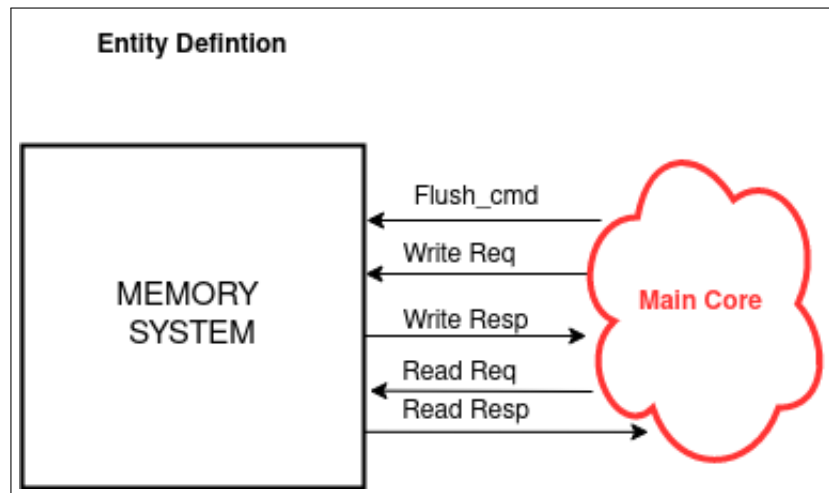 Entity Defintion
Flush_cmd
Write Req
MEMORY
SYSTEM
Main Core
Write Resp
Read Req
Read Resp